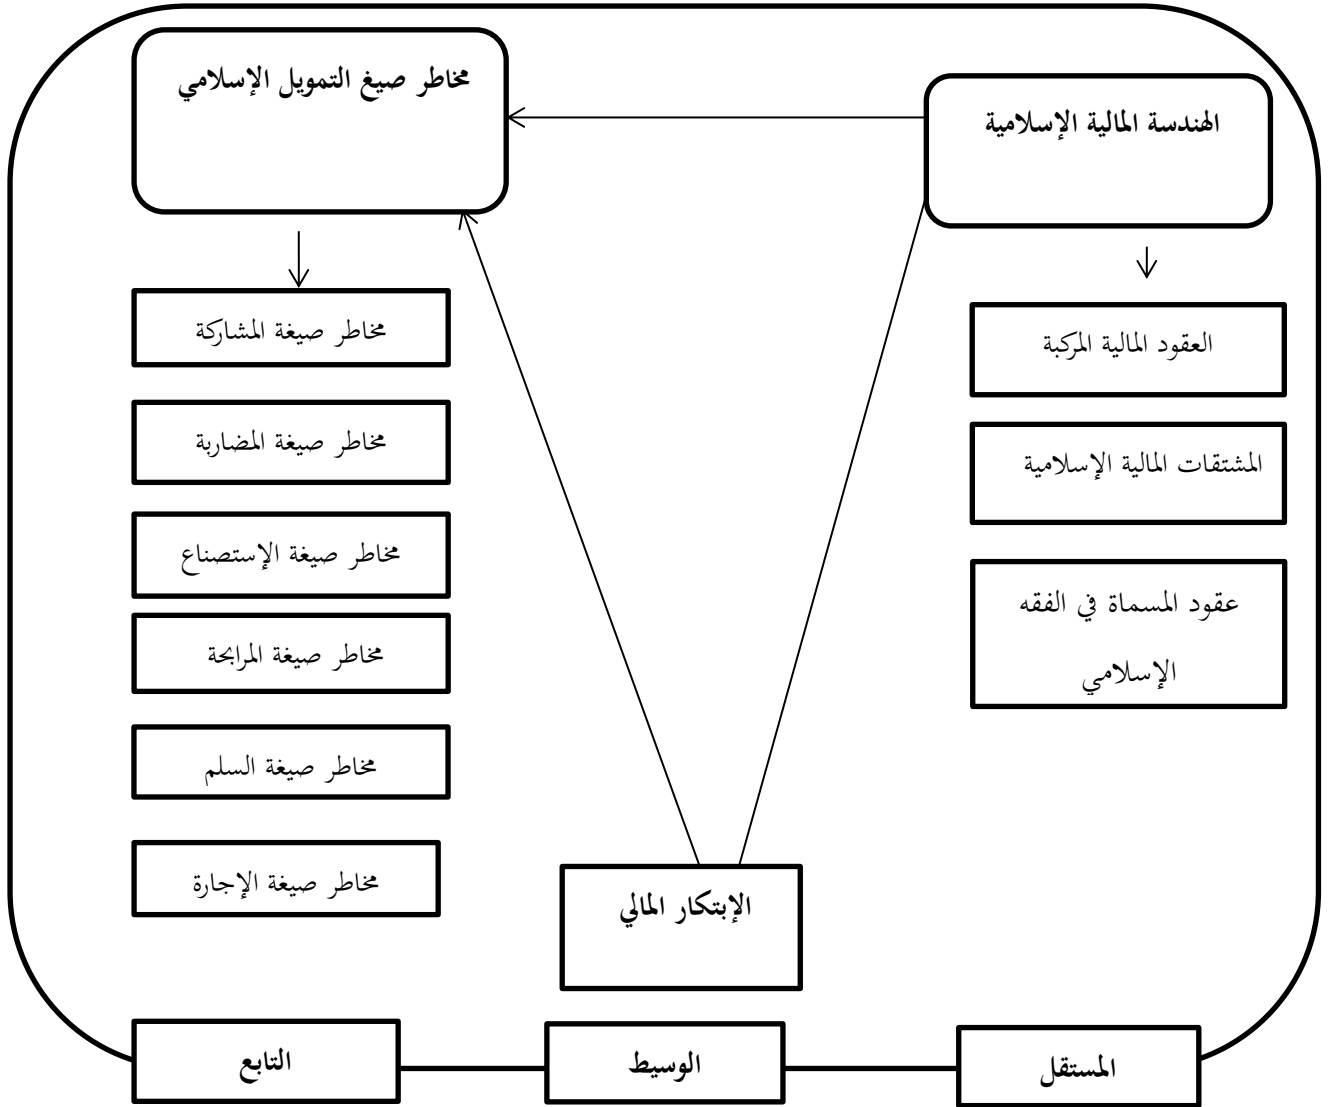 الهندسة المالية الإسلامية
مخاطر صيغ التمويل الإسلامي
العقود المالية المركبة
المشتقات المالية الإسلامية
عقود المسماة في الفقه
الإسلامي
مخاطر صيغة المشاركة
مخاطر صيغة المضاربة
مخاطر صيغة الإستصناع
مخاطر صيغة المرابحة
مخاطر صيغة السلم
مخاطر صيغة الإجارة
الإبتكار المالي
المستقل
الوسيط
التابع